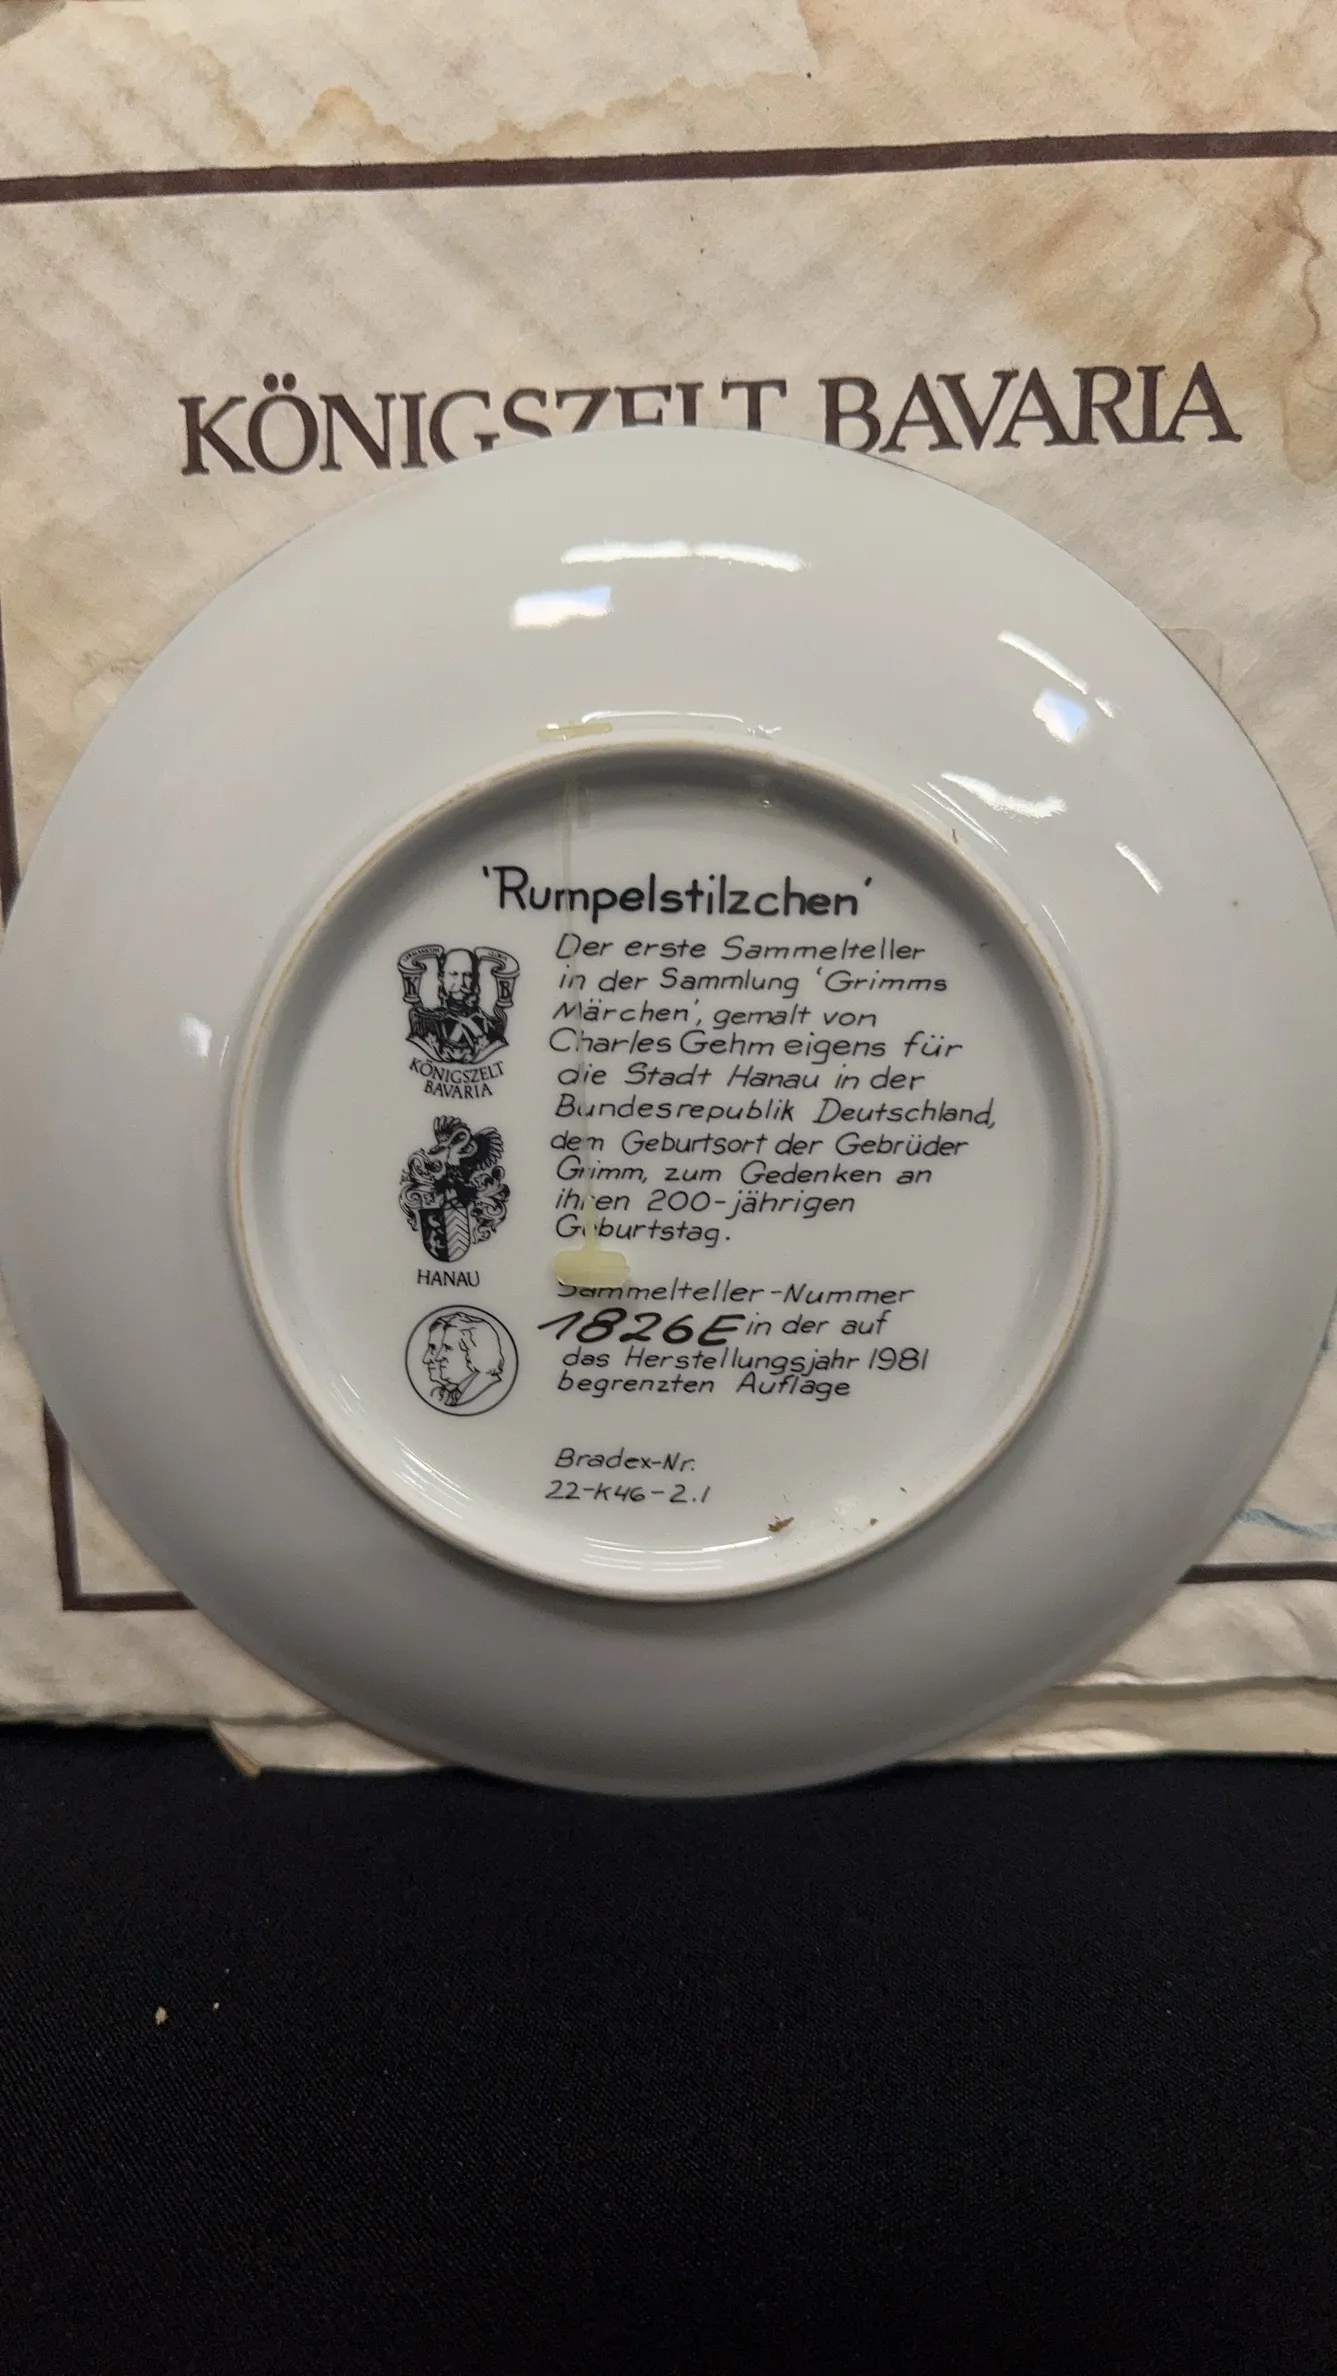 KÖNIGSZELT BAVARIA
'Rumpelstilzchen'
Der erste Sammelteller
in der Sammlung 'Grimms
Märchen', gemalt von
Charles Gehm eigens für
die Stadt Hanau in der
Bundesrepublik Deutschland,
dem Geburtsort der Gebrüder
Grimm, zum Gedenken an
ihren 200-jährigen
Geburtstag.
KÖNIGSZELT
BAVARIA
HANAU
Sammelteller-Nummer
1826E in der auf
das Herstellungsjahr 1981
begrenzten Auflage
Bradex-Nr.
22-K46-2.1